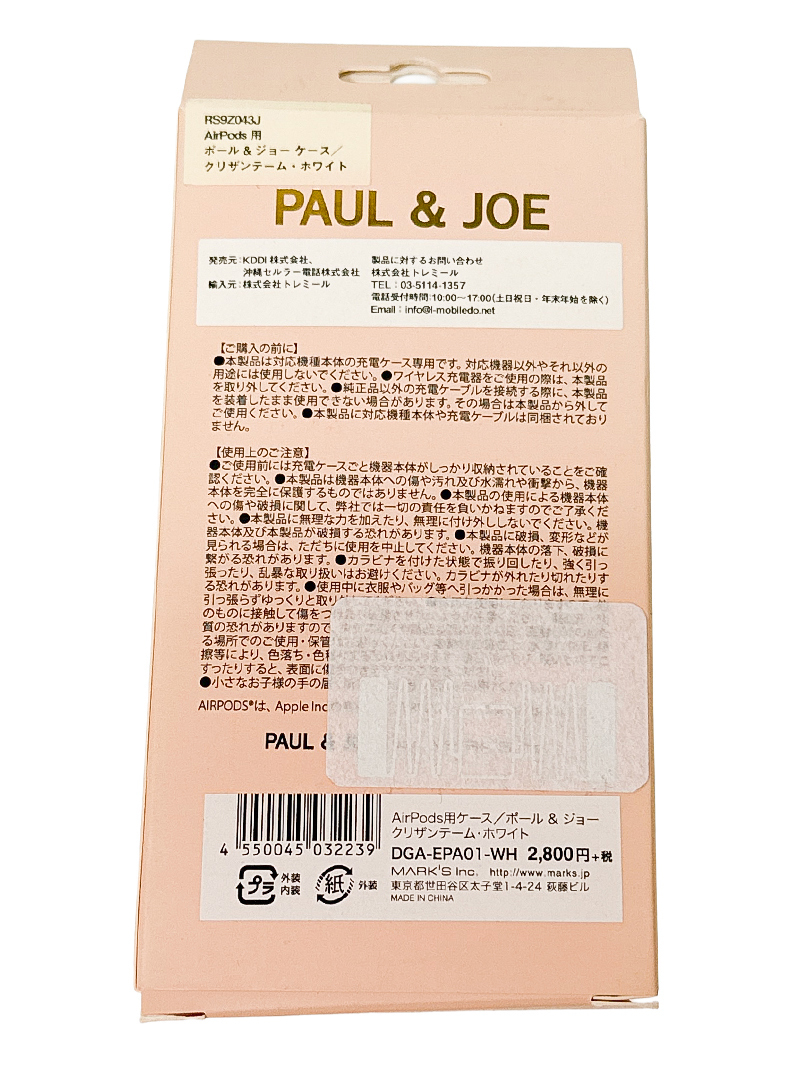 RS9Z043J
AirPods 用
ポール & ジョー ケース／
クリザンテーム・ホワイト
PAUL & JOE
発売元：KDDI 株式会社、
沖縄セルラー電話株式会社
輸入元：株式会社トレミール
製品に対するお問い合わせ
株式会社トレミール
TEL：03-5114-1357
電話受付時間：10:00～17:00（土日祝日・年末年始を除く）
Email：info@l-mobiledo.net
【ご購入の前に】
●本製品は対応機種本体の充電ケース専用です。対応機器以外やそれ以外の
用途には使用しないでください。●ワイヤレス充電器をご使用の際は、本製品
を取り外してください。●純正品以外の充電ケーブルを接続する際に、本製品
を装着したまま使用できない場合があります。その場合は本製品から外して
ご使用ください。●本製品に対応機種本体や充電ケーブルは同梱されており
ません。
【使用上のご注意】
●ご使用前には充電ケースごと機器本体がしっかり収納されていることをご確
認ください。●本製品は機器本体への傷や汚れ及び水濡れや衝撃から、機器
本体を完全に保護するものではありません。●本製品の使用による機器本体
への傷や破損に関して、弊社では一切の責任を負いかねますのでご了承くだ
さい。●本製品に無理な力を加えたり、無理に付け外ししないでください。機
器本体及び本製品が破損する恐れがあります。●本製品に破損、変形などが
見られる場合は、ただちに使用を中止してください。機器本体の落下、破損に
繋がる恐れがあります。●カラビナを付けた状態で振り回したり、強く引っ
張ったり、乱暴な取り扱いはお避けください。カラビナが外れたり切れたりす
る恐れがあります。●使用中に衣服やバッグ等へ引っかかった場合は、無理に
引っ張らずゆっくりと取り
のものに接触して傷をつ
質の恐れがありますので
る場所でのご使用・保管
擦等により、色落ち・色
すったりすると、表面に傷
●小さなお子様の手の届
AIRPODS®は、Apple Inc
PAUL &
4 550045 032239
プラ 外装 内装
紙 外装
AirPods用ケース／ポール & ジョー
クリザンテーム・ホワイト
DGA-EPA01-WH 2,800円+税
MARK'S Inc. http://www.marks.jp
東京都世田谷区太子堂1-4-24 荻藤ビル
MADE IN CHINA